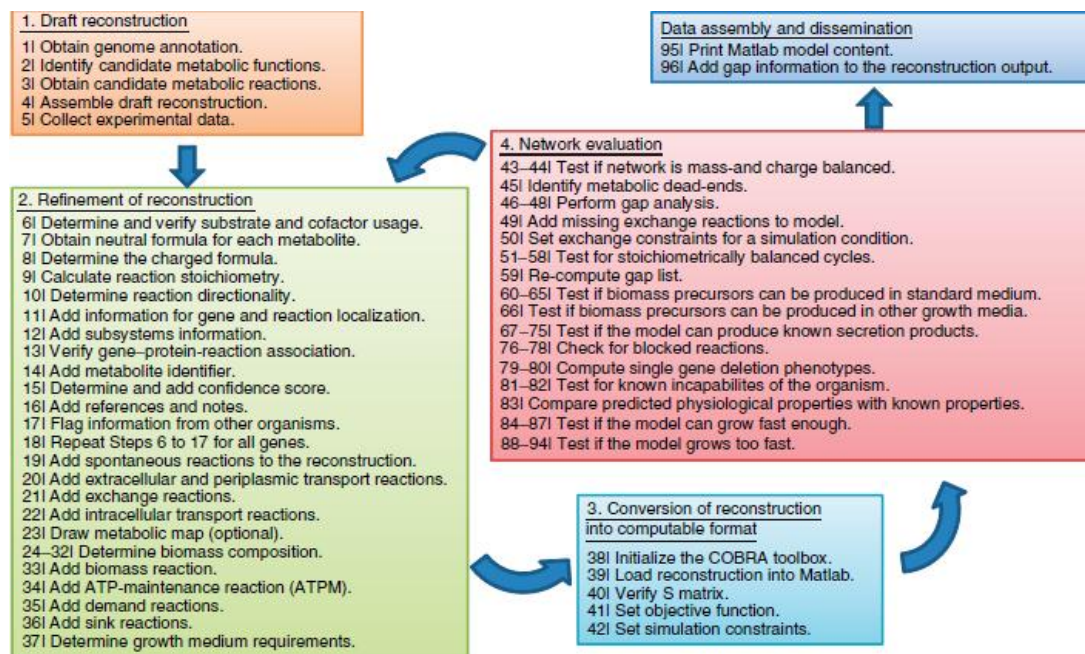 1. Draft reconstruction
1| Obtain genome annotation.
2| Identify candidate metabolic functions.
3| Obtain candidate metabolic reactions.
4| Assemble draft reconstruction.
5| Collect experimental data.
Data assembly and dissemination
95| Print Matlab model content.
96| Add gap information to the reconstruction output.
2. Refinement of reconstruction
6| Determine and verify substrate and cofactor usage.
7| Obtain neutral formula for each metabolite.
8| Determine the charged formula.
9| Calculate reaction stoichiometry.
10| Determine reaction directionality.
11| Add information for gene and reaction localization.
12| Add subsystems information.
13| Verify gene–protein-reaction association.
14| Add metabolite identifier.
15| Determine and add confidence score.
16| Add references and notes.
17| Flag information from other organisms.
18| Repeat Steps 6 to 17 for all genes.
19| Add spontaneous reactions to the reconstruction.
20| Add extracellular and periplasmic transport reactions.
21| Add exchange reactions.
22| Add intracellular transport reactions.
23| Draw metabolic map (optional).
24–32| Determine biomass composition.
33| Add biomass reaction.
34| Add ATP-maintenance reaction (ATPM).
35| Add demand reactions.
36| Add sink reactions.
37| Determine growth medium requirements.
4. Network evaluation
43–44| Test if network is mass-and charge balanced.
45| Identify metabolic dead-ends.
46–48| Perform gap analysis.
49| Add missing exchange reactions to model.
50| Set exchange constraints for a simulation condition.
51–58| Test for stoichiometrically balanced cycles.
59| Re-compute gap list.
60–65| Test if biomass precursors can be produced in standard medium.
66| Test if biomass precursors can be produced in other growth media.
67–75| Test if the model can produce known secretion products.
76–78| Check for blocked reactions.
79–80| Compute single gene deletion phenotypes.
81–82| Test for known incapabilites of the organism.
83| Compare predicted physiological properties with known properties.
84–87| Test if the model can grow fast enough.
88–94| Test if the model grows too fast.
3. Conversion of reconstruction
into computable format
38| Initialize the COBRA toolbox.
39| Load reconstruction into Matlab.
40| Verify S matrix.
41| Set objective function.
42| Set simulation constraints.